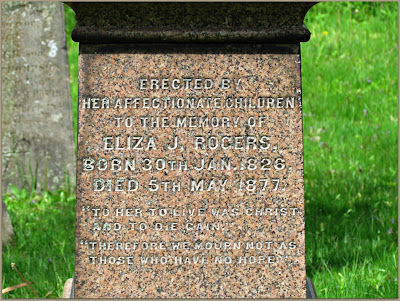 ERECTED BY
HER AFFECTIONATE CHILDREN
TO THE MEMORY OF
ELIZA J. ROGERS,
BORN 30TH JAN. 1826.
DIED 5TH MAY, 1877.
"TO HER TO LIVE WAS CHRIST
AND TO DIE GAIN."
"THEREFORE WE MOURN NOT AS
THOSE WHO HAVE NO HOPE."